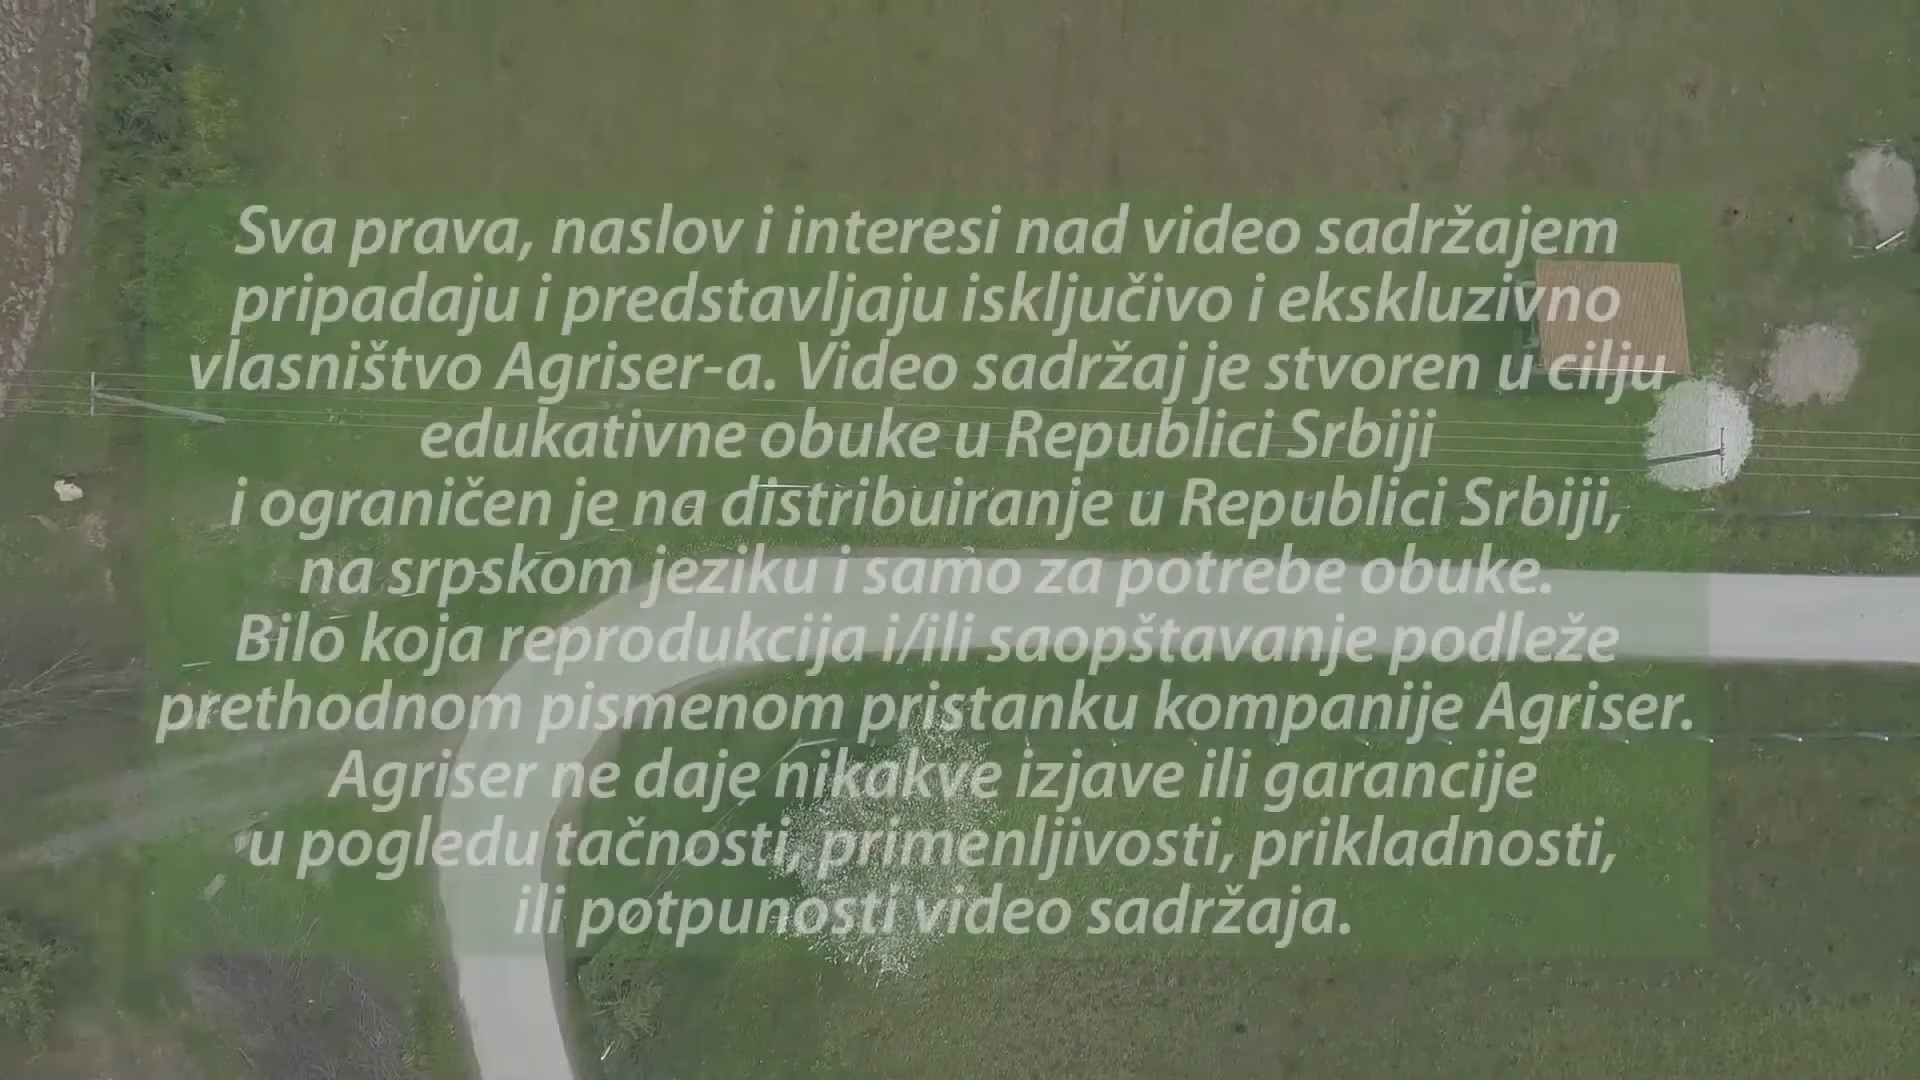 Sva prava, naslov i interesi nad video sadržajem
pripadaju i predstavljaju isključivo i ekskluzivno
vlasništvo Agriser-a. Video sadržaj je stvoren u cilju
edukativne obuke u Republici Srbiji
i ograničen je na distribuiranje u Republici Srbiji,
na srpskom jeziku i samo za potrebe obuke.
Bilo koja reprodukcija i/ili saopštavanje podleže
prethodnom pismenom pristanku kompanije Agriser.
Agriser ne daje nikakve izjave ili garancije
u pogledu tačnosti, primenljivosti, prikladnosti,
ili potpunosti video sadržaja.